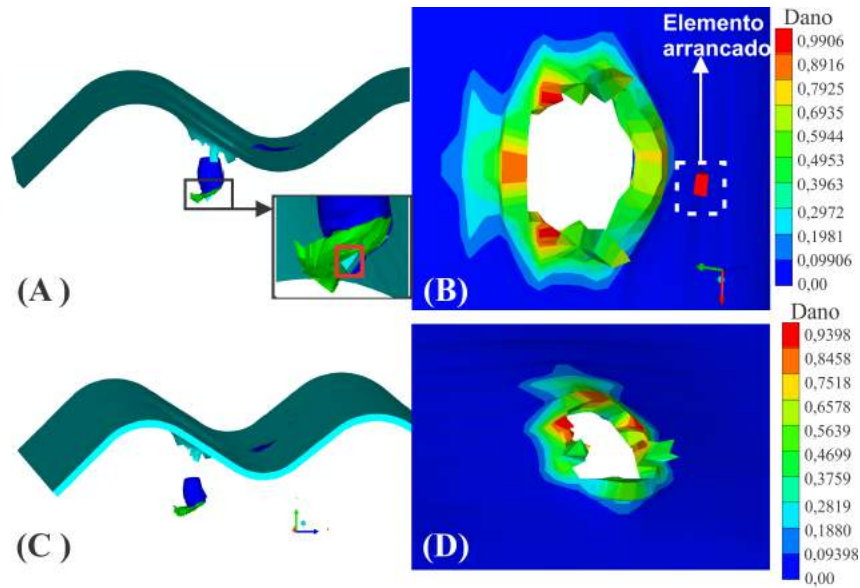 (A )
Elemento
arrancado
(B)
Dano
0,9906
0,8916
0,7925
0,6935
0,5944
0,4953
0,3963
0,2972
0,1981
0,09906
0,00
(C )
(D)
Dano
0,9398
0,8458
0,7518
0,6578
0,5639
0,4699
0,3759
0,2819
0,1880
0,09398
0,00